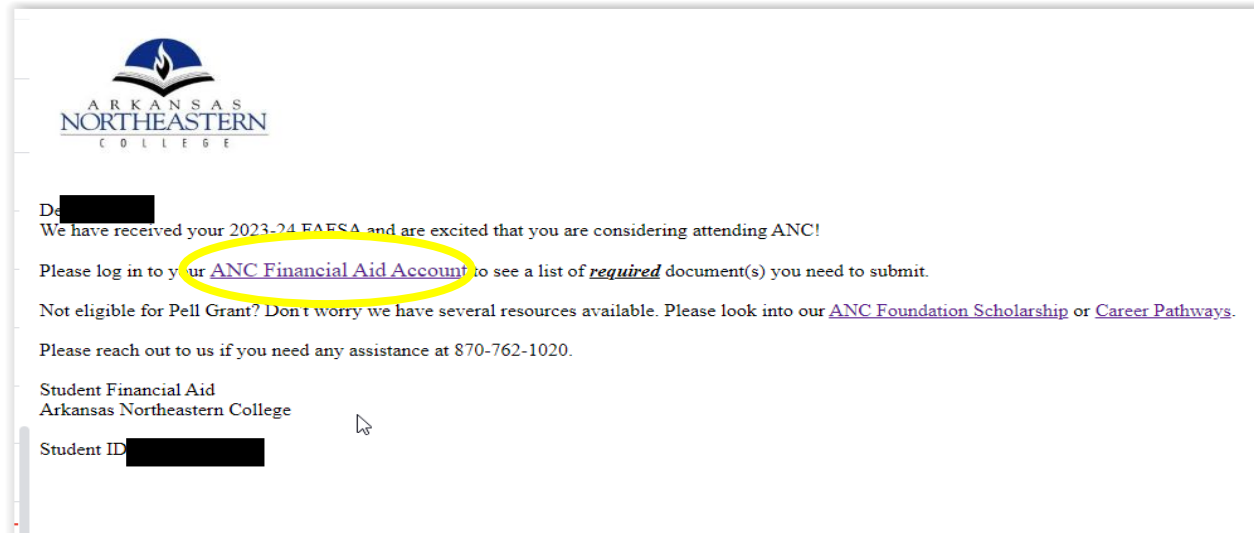 ARKANSAS
NORTHEASTERN
COLLEGE
De
We have received your 2023-24 FAFSA and are excited that you are considering attending ANC!
Please log in to your ANC Financial Aid Account to see a list of required document(s) you need to submit.
Not eligible for Pell Grant? Don't worry we have several resources available. Please look into our ANC Foundation Scholarship or Career Pathways.
Please reach out to us if you need any assistance at 870-762-1020.
Student Financial Aid
Arkansas Northeastern College
Student ID